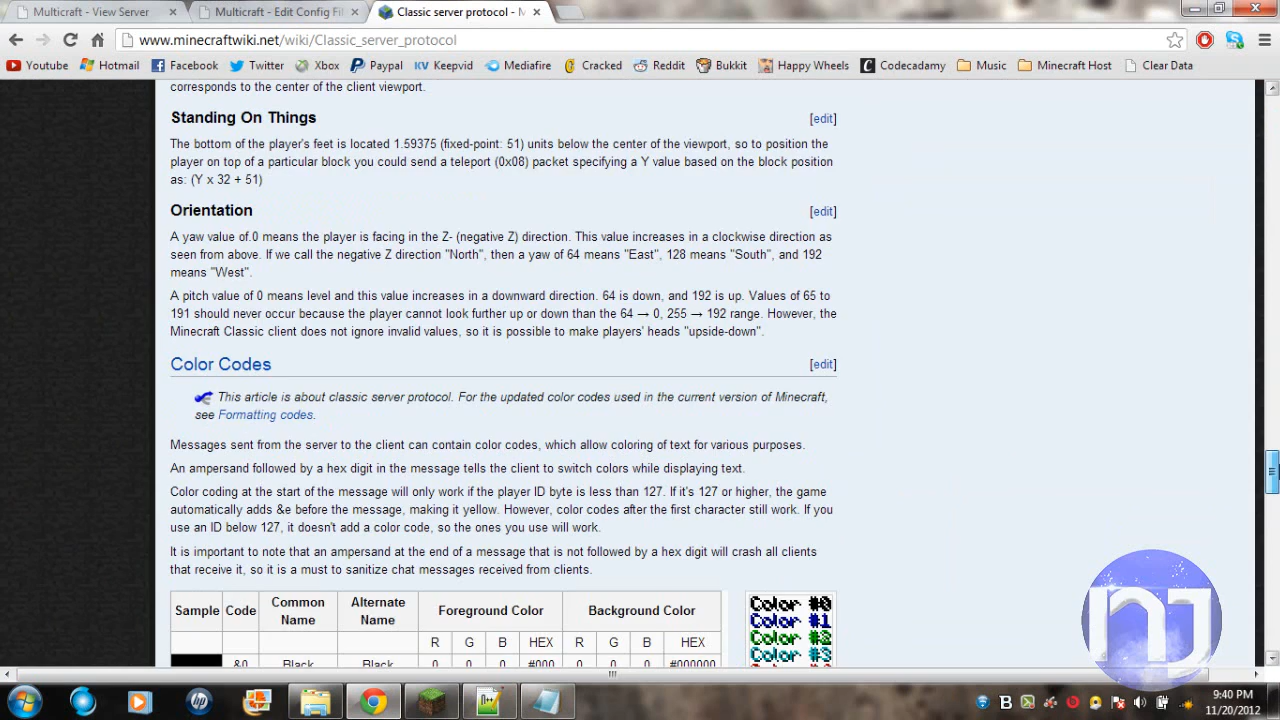 Multicraft - View Server
Multicraft - Edit Config Fil
Classic server protocol - M
www.minecraftwiki.net/wiki/Classic_server_protocol
Youtube Hotmail Facebook Twitter Xbox Paypal KV Keepvid Mediafire Cracked Reddit Bukkit Happy Wheels Codecadamy Music Minecraft Host Clear Data
corresponds to the center of the client viewport.
Standing On Things [edit]
The bottom of the player's feet is located 1.59375 (fixed-point: 51) units below the center of the viewport, so to position the
player on top of a particular block you could send a teleport (0x08) packet specifying a Y value based on the block position
as: (Y x 32 + 51)
Orientation [edit]
A yaw value of 0 means the player is facing in the Z- (negative Z) direction. This value increases in a clockwise direction as
seen from above. If we call the negative Z direction "North", then a yaw of 64 means "East", 128 means "South", and 192
means "West".
A pitch value of 0 means level and this value increases in a downward direction. 64 is down, and 192 is up. Values of 65 to
191 should never occur because the player cannot look further up or down than the 64 → 0, 255 → 192 range. However, the
Minecraft Classic client does not ignore invalid values, so it is possible to make players' heads "upside-down".
Color Codes [edit]
This article is about classic server protocol. For the updated color codes used in the current version of Minecraft,
see Formatting codes.
Messages sent from the server to the client can contain color codes, which allow coloring of text for various purposes.
An ampersand followed by a hex digit in the message tells the client to switch colors while displaying text.
Color coding at the start of the message will only work if the player ID byte is less than 127. If it's 127 or higher, the game
automatically adds &e before the message, making it yellow. However, color codes after the first character still work. If you
use an ID below 127, it doesn't add a color code, so the ones you use will work.
It is important to note that an ampersand at the end of a message that is not followed by a hex digit will crash all clients
that receive it, so it is a must to sanitize chat messages received from clients.
Sample Code Common Name Alternate Name Foreground Color Background Color
R G B HEX R G B HEX
&0 Black Black 0 0 0 #000 0 0 0 #000000
Color #0
Color #1
Color #2
Color #3
NJ
9:40 PM
11/20/2012